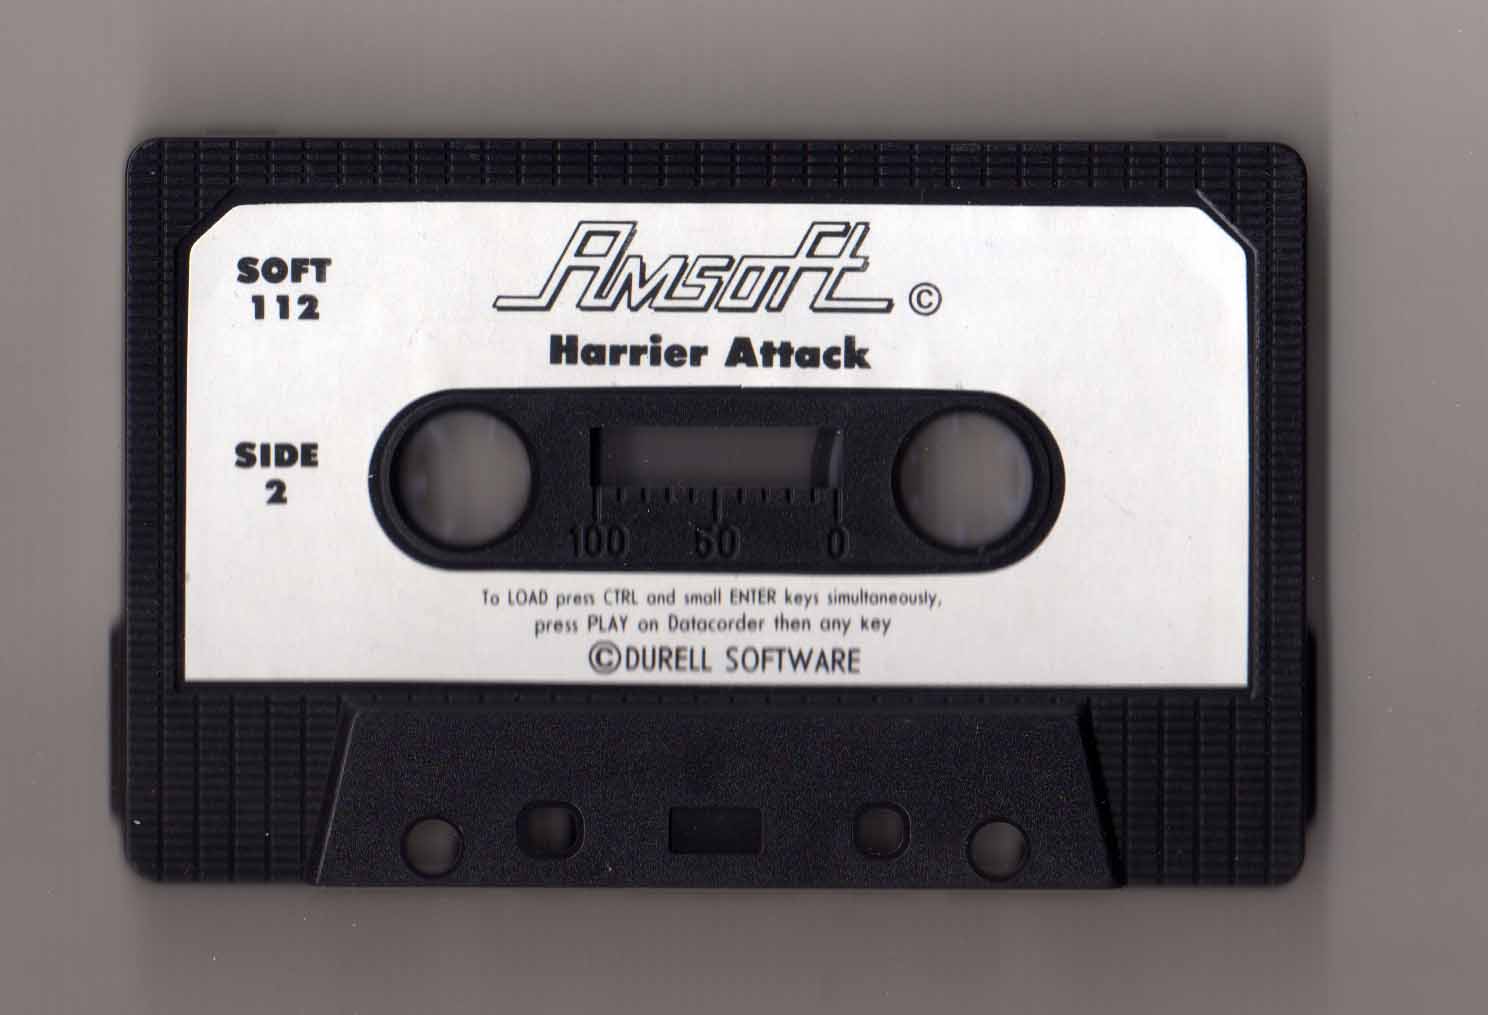 SOFT
112
Amsoft ©
Harrier Attack
SIDE
2
100 50 0
To LOAD press CTRL and small ENTER keys simultaneously,
press PLAY on Datacorder then any key
©DURELL SOFTWARE